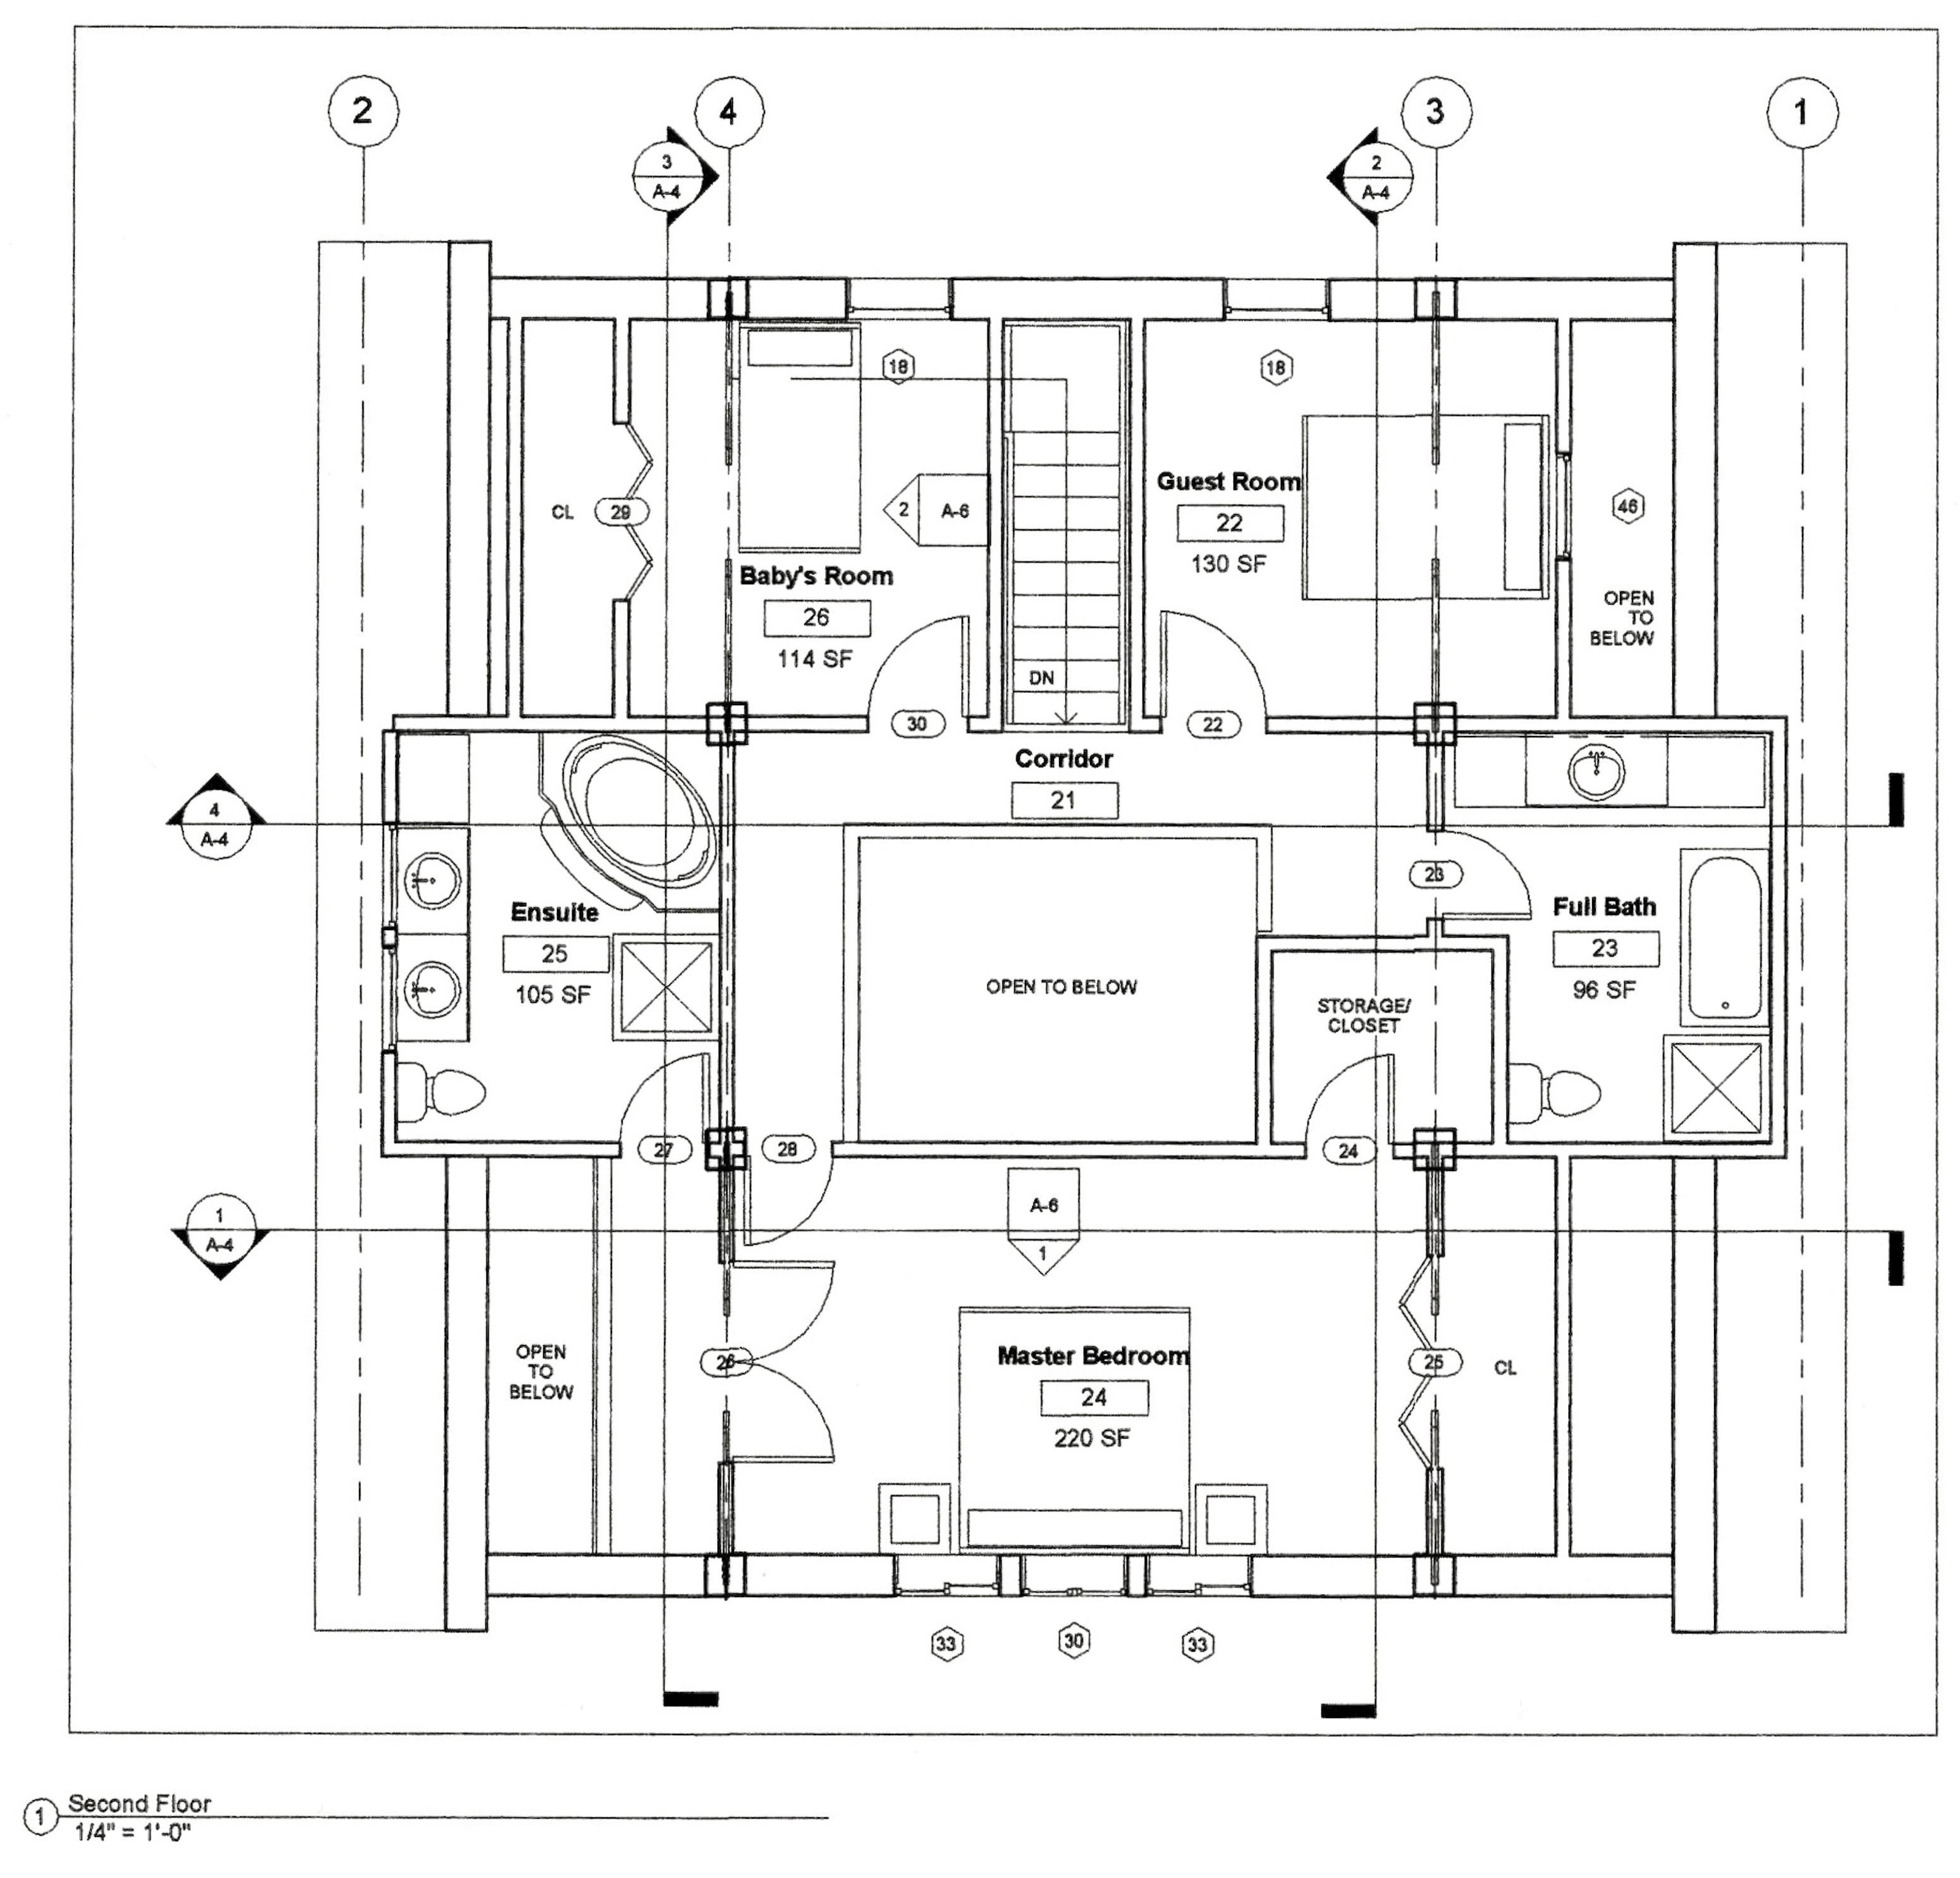 2
4
3
1
3
A-4
2
A-4
18
18
Guest Room
22
130 SF
46
CL
29
2
A-6
Baby's Room
26
114 SF
OPEN
TO
BELOW
DN
30
22
Corridor
21
4
A-4
23
Ensuite
25
105 SF
Full Bath
23
96 SF
OPEN TO BELOW
STORAGE/
CLOSET
27
28
24
1
A-4
A-6
1
OPEN
TO
BELOW
26
Master Bedroom
24
220 SF
25
CL
33
30
33
1
Second Floor
1/4" = 1'-0"